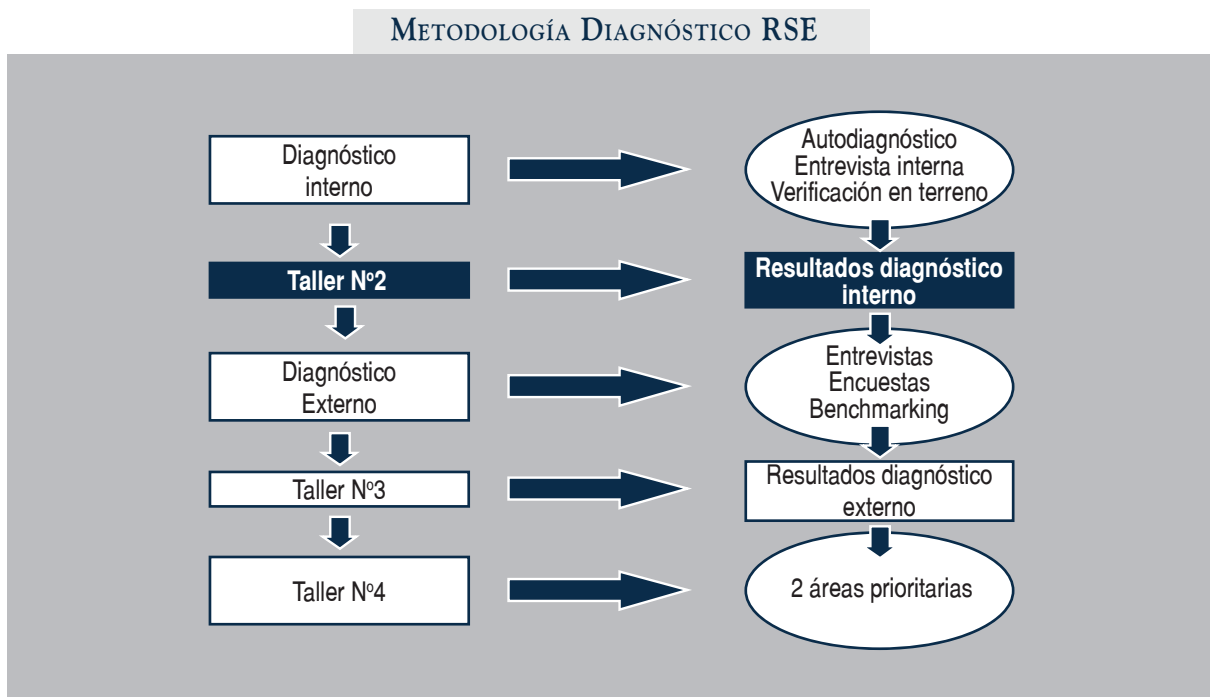 METODOLOGÍA DIAGNÓSTICO RSE
Diagnóstico
interno
Autodiagnóstico
Entrevista interna
Verificación en terreno
Taller Nº2
Resultados diagnóstico
interno
Diagnóstico
Externo
Entrevistas
Encuestas
Benchmarking
Taller Nº3
Resultados diagnóstico
externo
Taller Nº4
2 áreas prioritarias